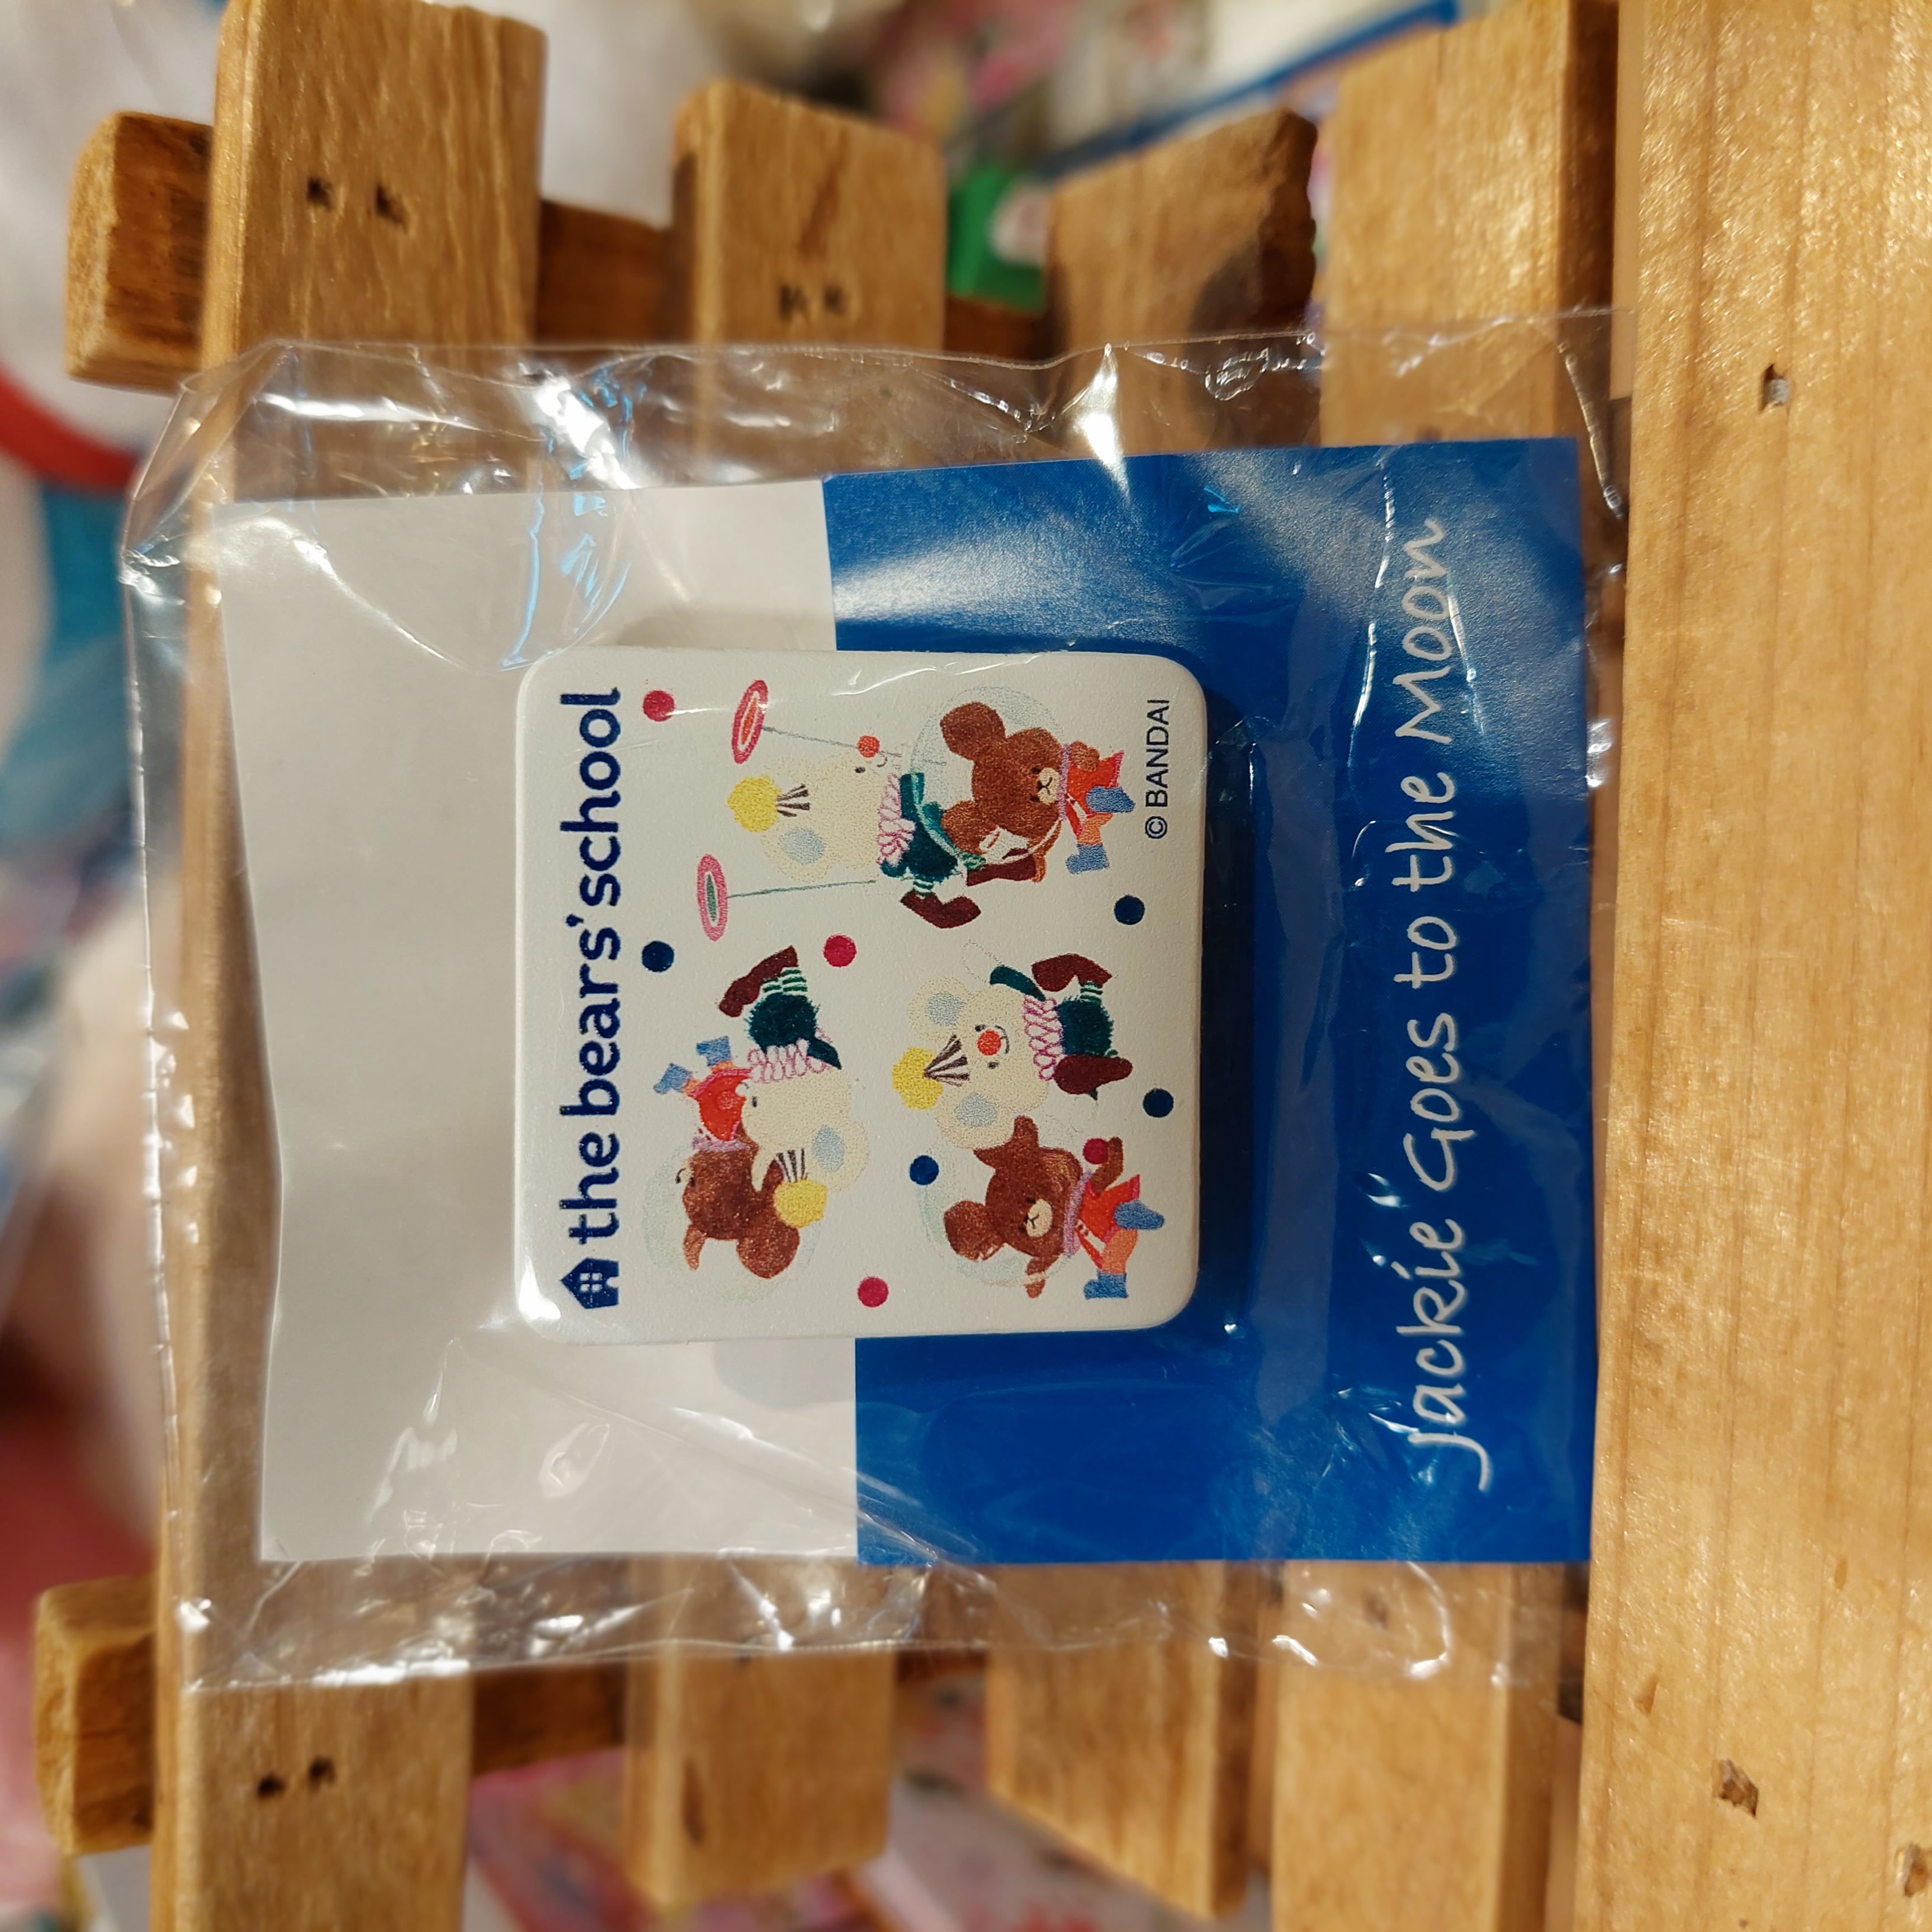 the bears' school
© BANDAI
Jackie Goes to the Moon